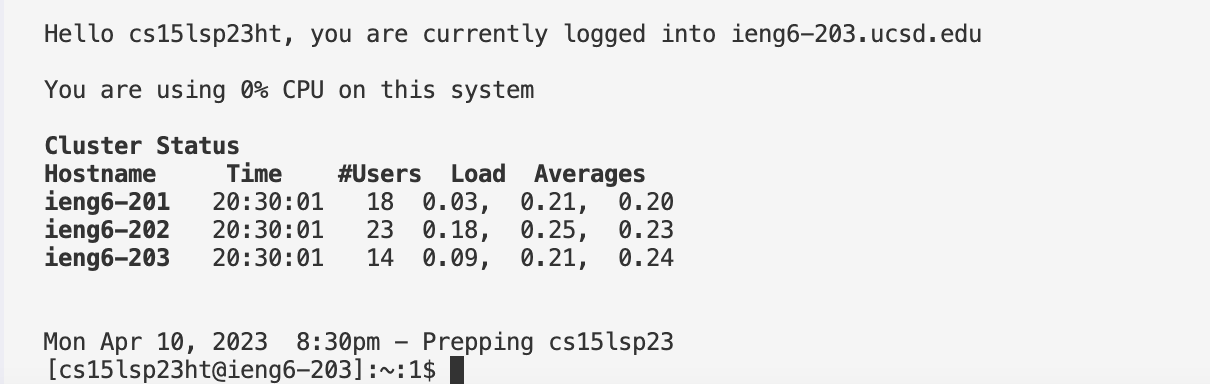 Hello cs15lsp23ht, you are currently logged into ieng6-203.ucsd.edu
You are using 0% CPU on this system
Cluster Status
Hostname     Time    #Users  Load  Averages
ieng6-201   20:30:01   18  0.03,  0.21,  0.20
ieng6-202   20:30:01   23  0.18,  0.25,  0.23
ieng6-203   20:30:01   14  0.09,  0.21,  0.24
Mon Apr 10, 2023  8:30pm - Prepping cs15lsp23
[cs15lsp23ht@ieng6-203]:~:1$